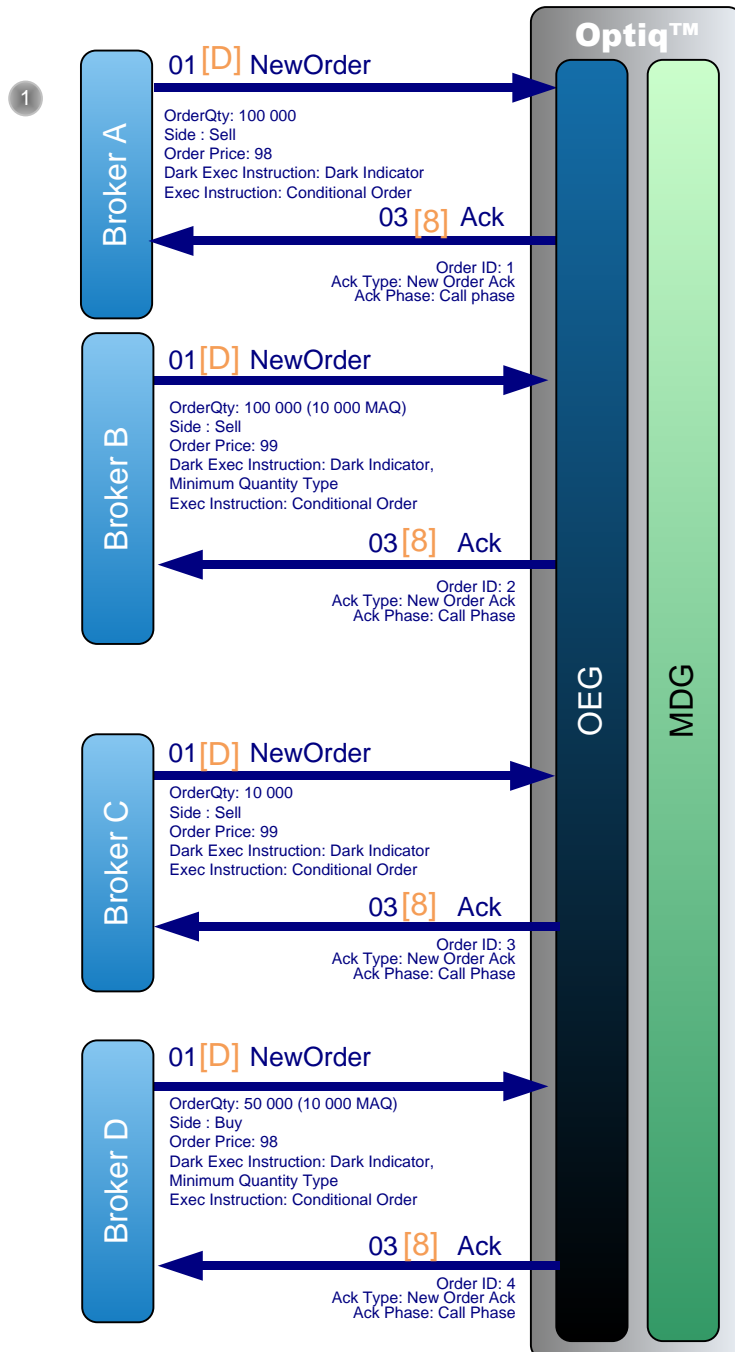 Optiq™
1
Broker A
01 [D] NewOrder
OrderQty: 100 000
Side : Sell
Order Price: 98
Dark Exec Instruction: Dark Indicator
Exec Instruction: Conditional Order
03 [8] Ack
Order ID: 1
Ack Type: New Order Ack
Ack Phase: Call phase
Broker B
01 [D] NewOrder
OrderQty: 100 000 (10 000 MAQ)
Side : Sell
Order Price: 99
Dark Exec Instruction: Dark Indicator,
Minimum Quantity Type
Exec Instruction: Conditional Order
03 [8] Ack
Order ID: 2
Ack Type: New Order Ack
Ack Phase: Call Phase
OEG
MDG
Broker C
01 [D] NewOrder
OrderQty: 10 000
Side : Sell
Order Price: 99
Dark Exec Instruction: Dark Indicator
Exec Instruction: Conditional Order
03 [8] Ack
Order ID: 3
Ack Type: New Order Ack
Ack Phase: Call Phase
Broker D
01 [D] NewOrder
OrderQty: 50 000 (10 000 MAQ)
Side : Buy
Order Price: 98
Dark Exec Instruction: Dark Indicator,
Minimum Quantity Type
Exec Instruction: Conditional Order
03 [8] Ack
Order ID: 4
Ack Type: New Order Ack
Ack Phase: Call Phase